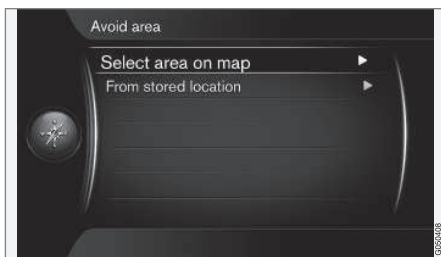 Avoid area
Select area on map
From stored location
G050408